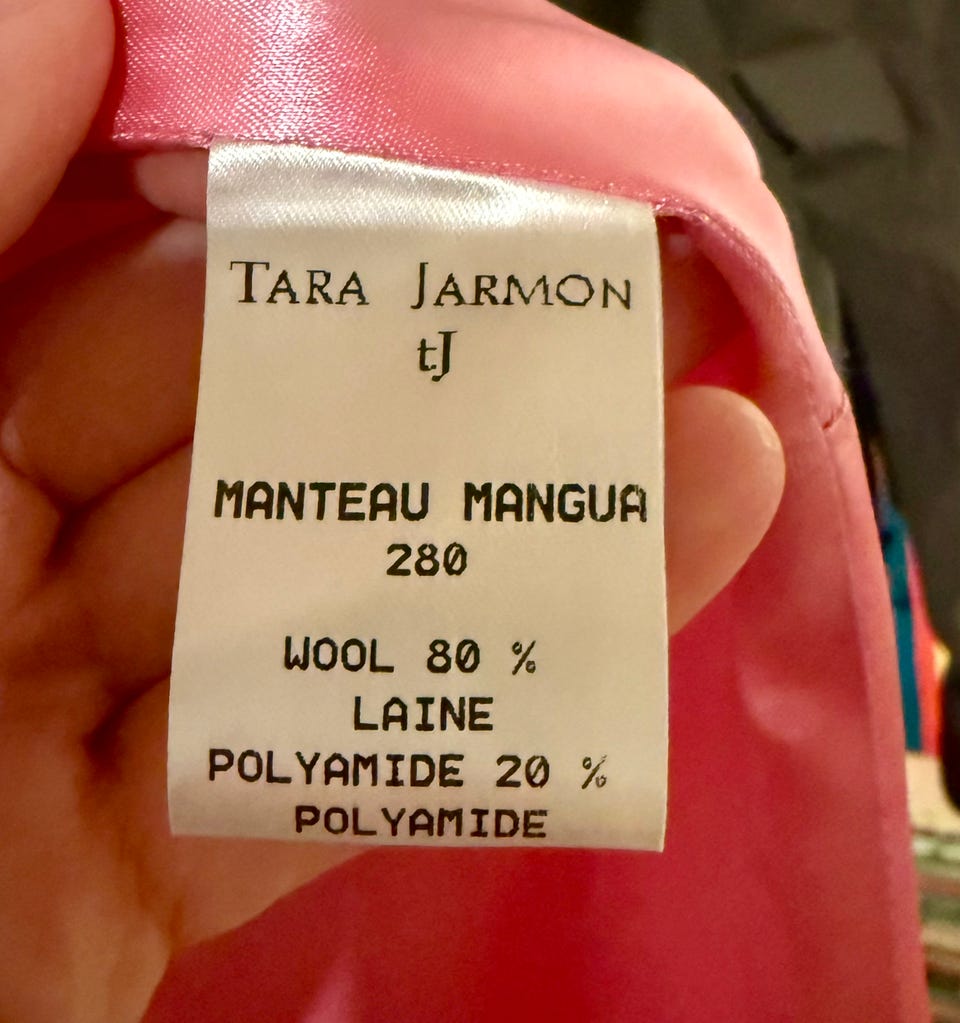 TARA JARMON
tJ
MANTEAU MANGUA
280
WOOL 80 %
LAINE
POLYAMIDE 20 %
POLYAMIDE